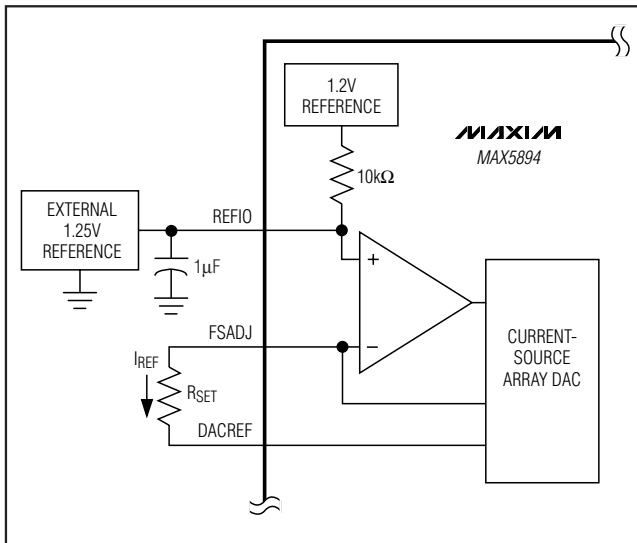 1.2V
REFERENCE
MAXIM
MAX5894
10kΩ
EXTERNAL
1.25V
REFERENCE
REFIO
1μF
+
FSADJ
−
IREF
RSET
DACREF
CURRENT-
SOURCE
ARRAY DAC